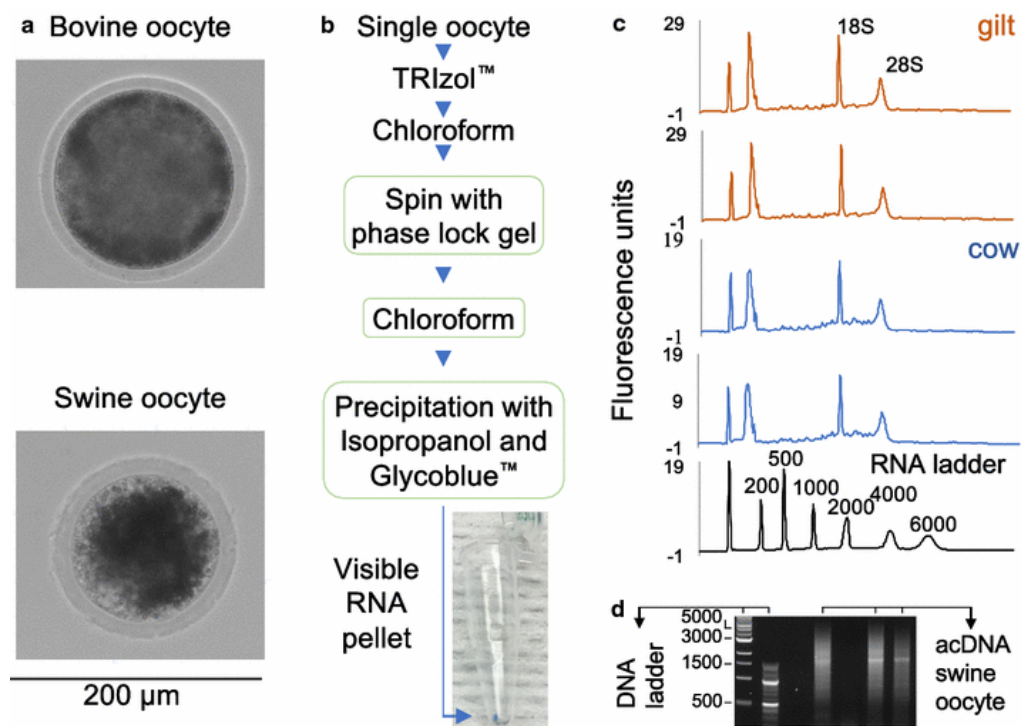 a
Bovine oocyte
Swine oocyte
200 µm
b
Single oocyte
TRIzol™
Chloroform
Spin with
phase lock gel
Chloroform
Precipitation with
Isopropanol and
Glycoblue™
Visible
RNA
pellet
c
Fluorescence units
29
18S
gilt
28S
-1
29
-1
19
cow
-1
19
9
-1
19
RNA ladder
200
500
1000
2000
4000
6000
-1
d
DNA
ladder
5000
3000
1500
500
acDNA
swine
oocyte